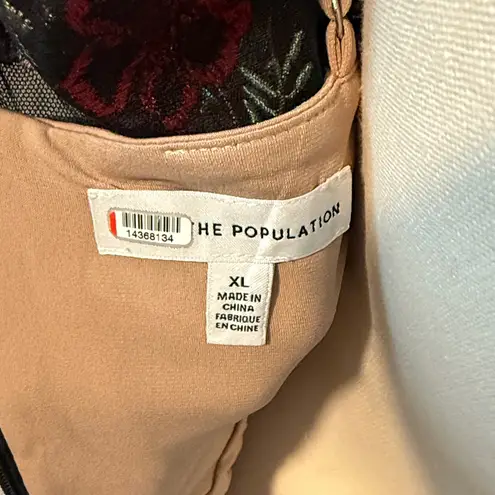 HE POPULATION
14368134
XL
MADE IN
CHINA
FABRIQUE
EN CHINE